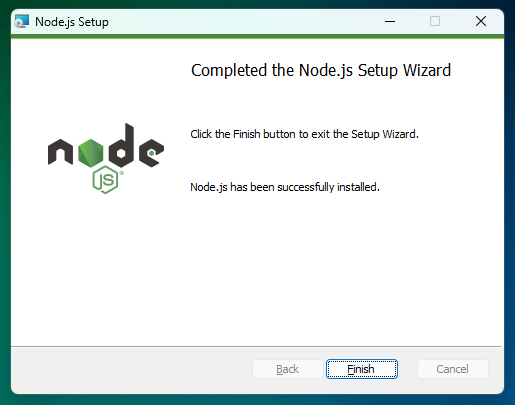 Node.js Setup
Completed the Node.js Setup Wizard
Click the Finish button to exit the Setup Wizard.
node
JS®
Node.js has been successfully installed.
Back
Finish
Cancel